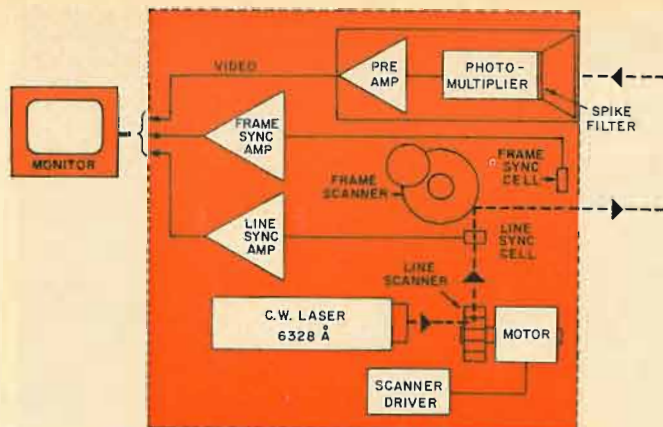 VIDEO
PRE
AMP
PHOTO-
MULTIPLIER
SPIKE
FILTER
MONITOR
FRAME
SYNC
AMP
FRAME
SCANNER
FRAME
SYNC
CELL
LINE
SYNC
AMP
LINE
SYNC
CELL
LINE
SCANNER
C.W. LASER
6328 Å
MOTOR
SCANNER
DRIVER